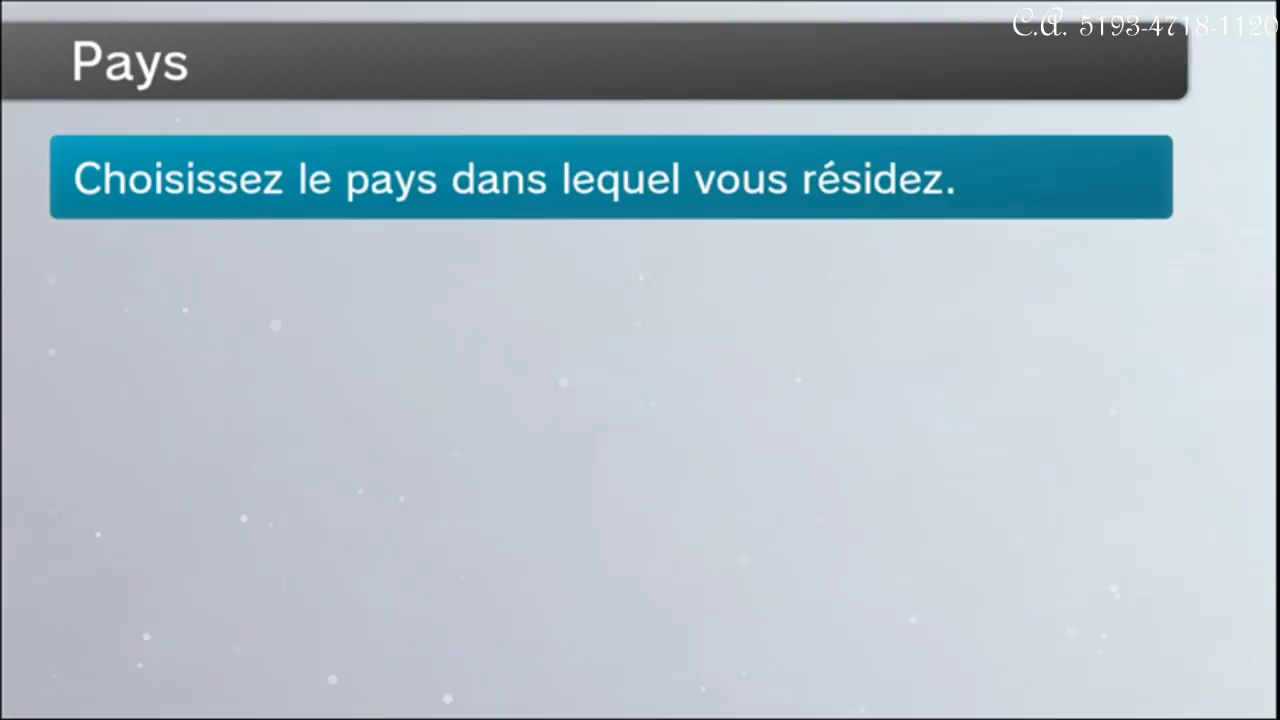 C.A. 5193-4718-1120
Pays
Choisissez le pays dans lequel vous résidez.